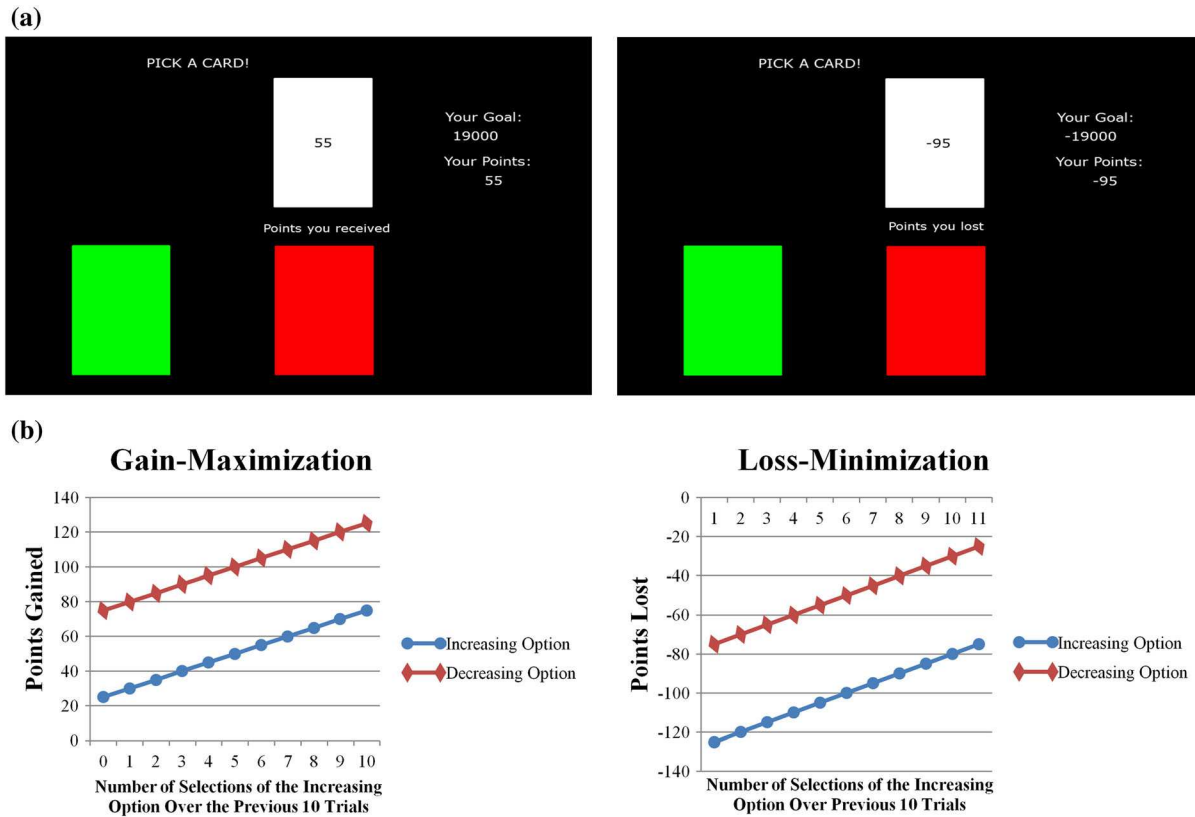 (a)
PICK A CARD!
55
Points you received
Your Goal:
19000
Your Points:
55
PICK A CARD!
-95
Points you lost
Your Goal:
-19000
Your Points:
-95
(b)
Gain-Maximization
Points Gained
140
120
100
80
60
40
20
0
0 1 2 3 4 5 6 7 8 9 10
Number of Selections of the Increasing
Option Over the Previous 10 Trials
Increasing Option
Decreasing Option
Loss-Minimization
Points Lost
0
-20
-40
-60
-80
-100
-120
-140
1 2 3 4 5 6 7 8 9 10 11
Number of Selections of the Increasing
Option Over Previous 10 Trials
Increasing Option
Decreasing Option